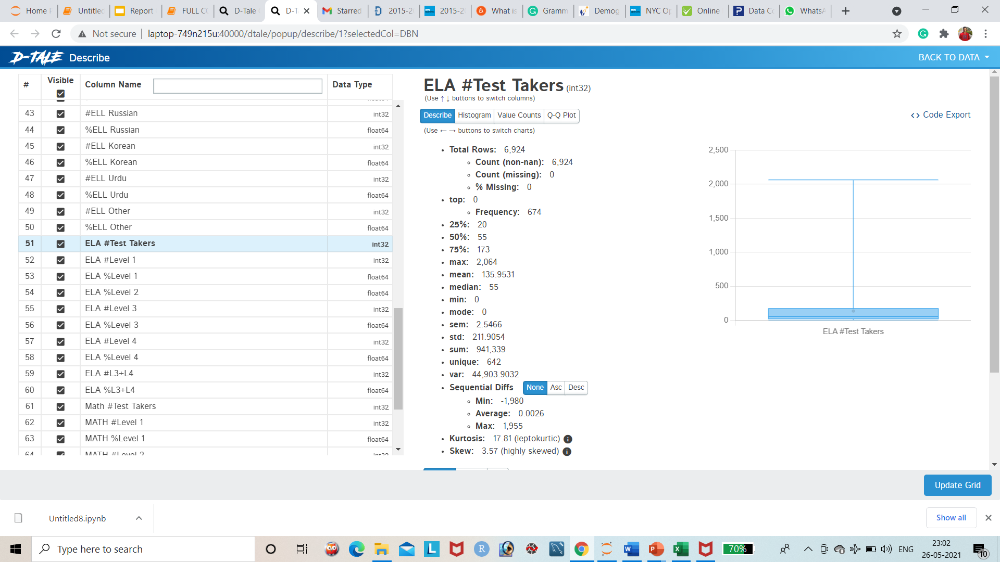 Home P
Untitled
Report
FULL CO
D-Tale
D-T
Starred
2015-2
2015-2
What is
Gramm
Demog
NYC Op
Online
Data Co
WhatsA
Not secure
laptop-749n215u:40000/dtale/popup/describe/1?selectedCol=DBN
D-TALE Describe
BACK TO DATA
# Visible Column Name Data Type
43 #ELL Russian int32
44 %ELL Russian float64
45 #ELL Korean int32
46 %ELL Korean float64
47 #ELL Urdu int32
48 %ELL Urdu float64
49 #ELL Other int32
50 %ELL Other float64
51 ELA #Test Takers int32
52 ELA #Level 1 int32
53 ELA %Level 1 float64
54 ELA %Level 2 float64
55 ELA #Level 3 int32
56 ELA %Level 3 float64
57 ELA #Level 4 int32
58 ELA %Level 4 float64
59 ELA #L3+L4 int32
60 ELA %L3+L4 float64
61 Math #Test Takers int32
62 MATH #Level 1 int32
63 MATH %Level 1 float64
64 MATH #Level 2 int32
ELA #Test Takers (int32)
(Use ↑ ↓ buttons to switch columns)
Describe Histogram Value Counts Q-Q Plot
Code Export
(Use ← → buttons to switch charts)
Total Rows: 6,924
Count (non-nan): 6,924
Count (missing): 0
% Missing: 0
top: 0
Frequency: 674
25%: 20
50%: 55
75%: 173
max: 2,064
mean: 135.9531
median: 55
min: 0
mode: 0
sem: 2.5466
std: 211.9054
sum: 941,339
unique: 642
var: 44,903.9032
Sequential Diffs None Asc Desc
Min: -1,980
Average: 0.0026
Max: 1,955
Kurtosis: 17.81 (leptokurtic)
Skew: 3.57 (highly skewed)
2,500
2,000
1,500
1,000
500
0
ELA #Test Takers
Update Grid
Untitled8.ipynb
Show all
Type here to search
70%
ENG
23:02
26-05-2021
10